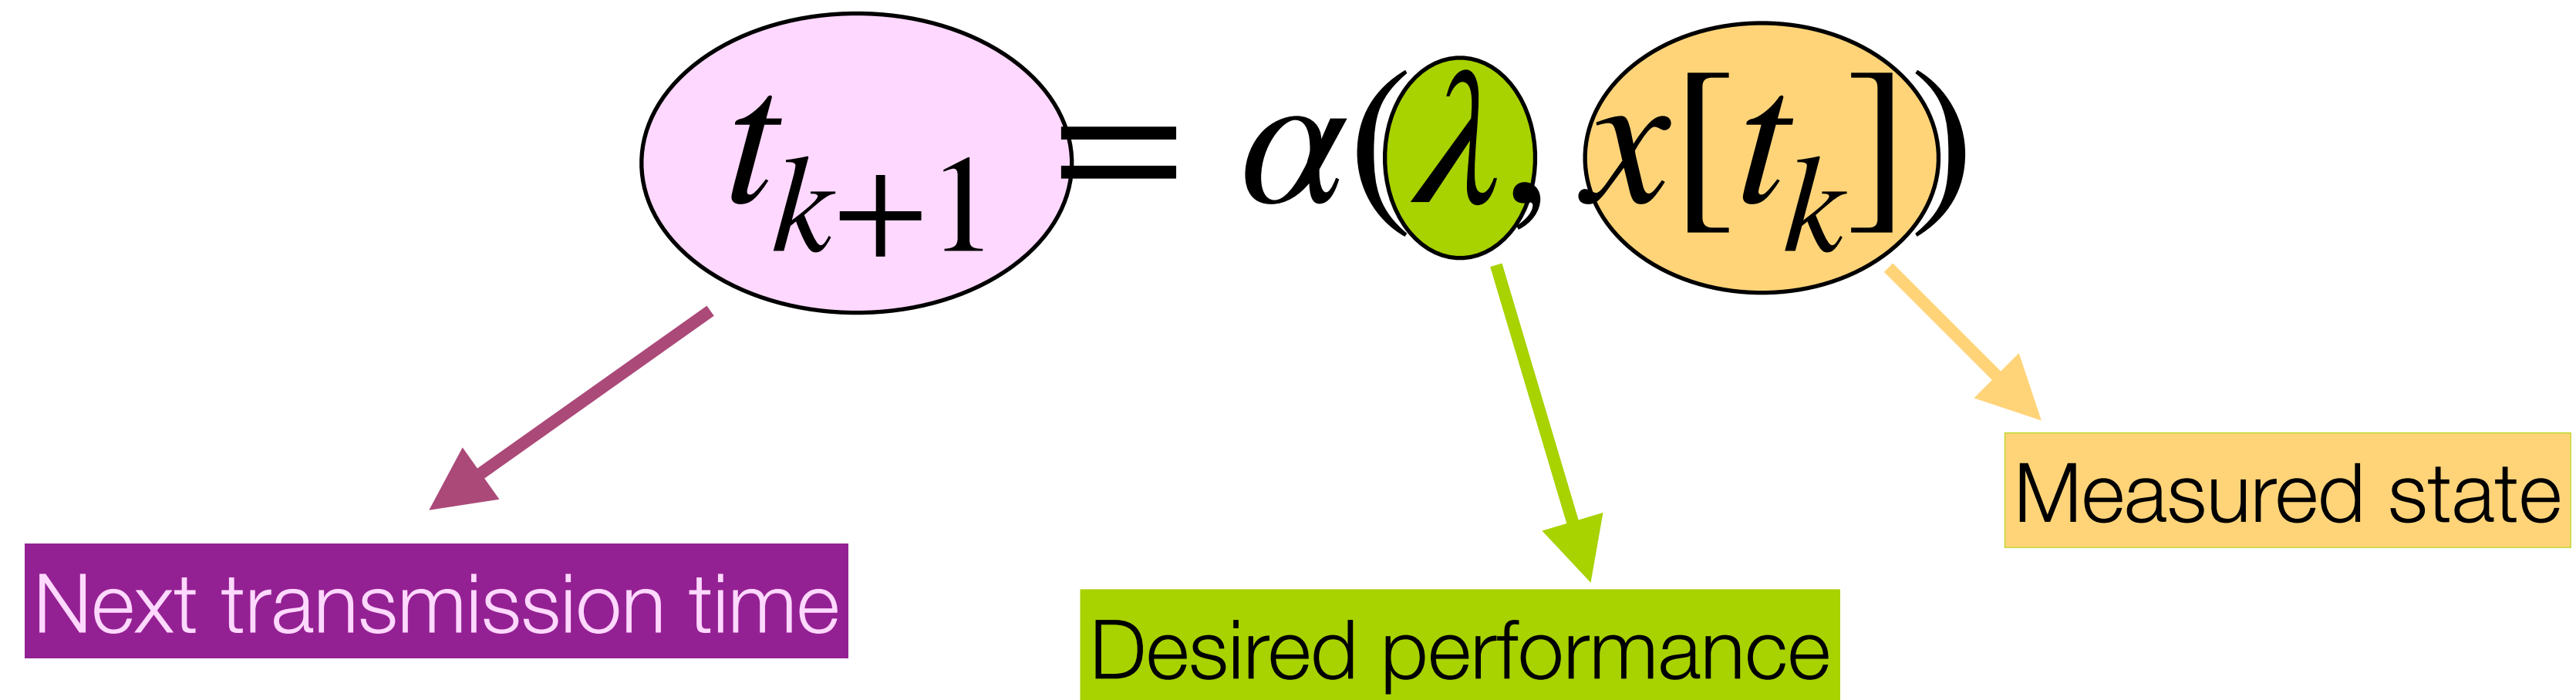 t_{k+1} = α(λ, x[t_k])
Measured state
Next transmission time
Desired performance